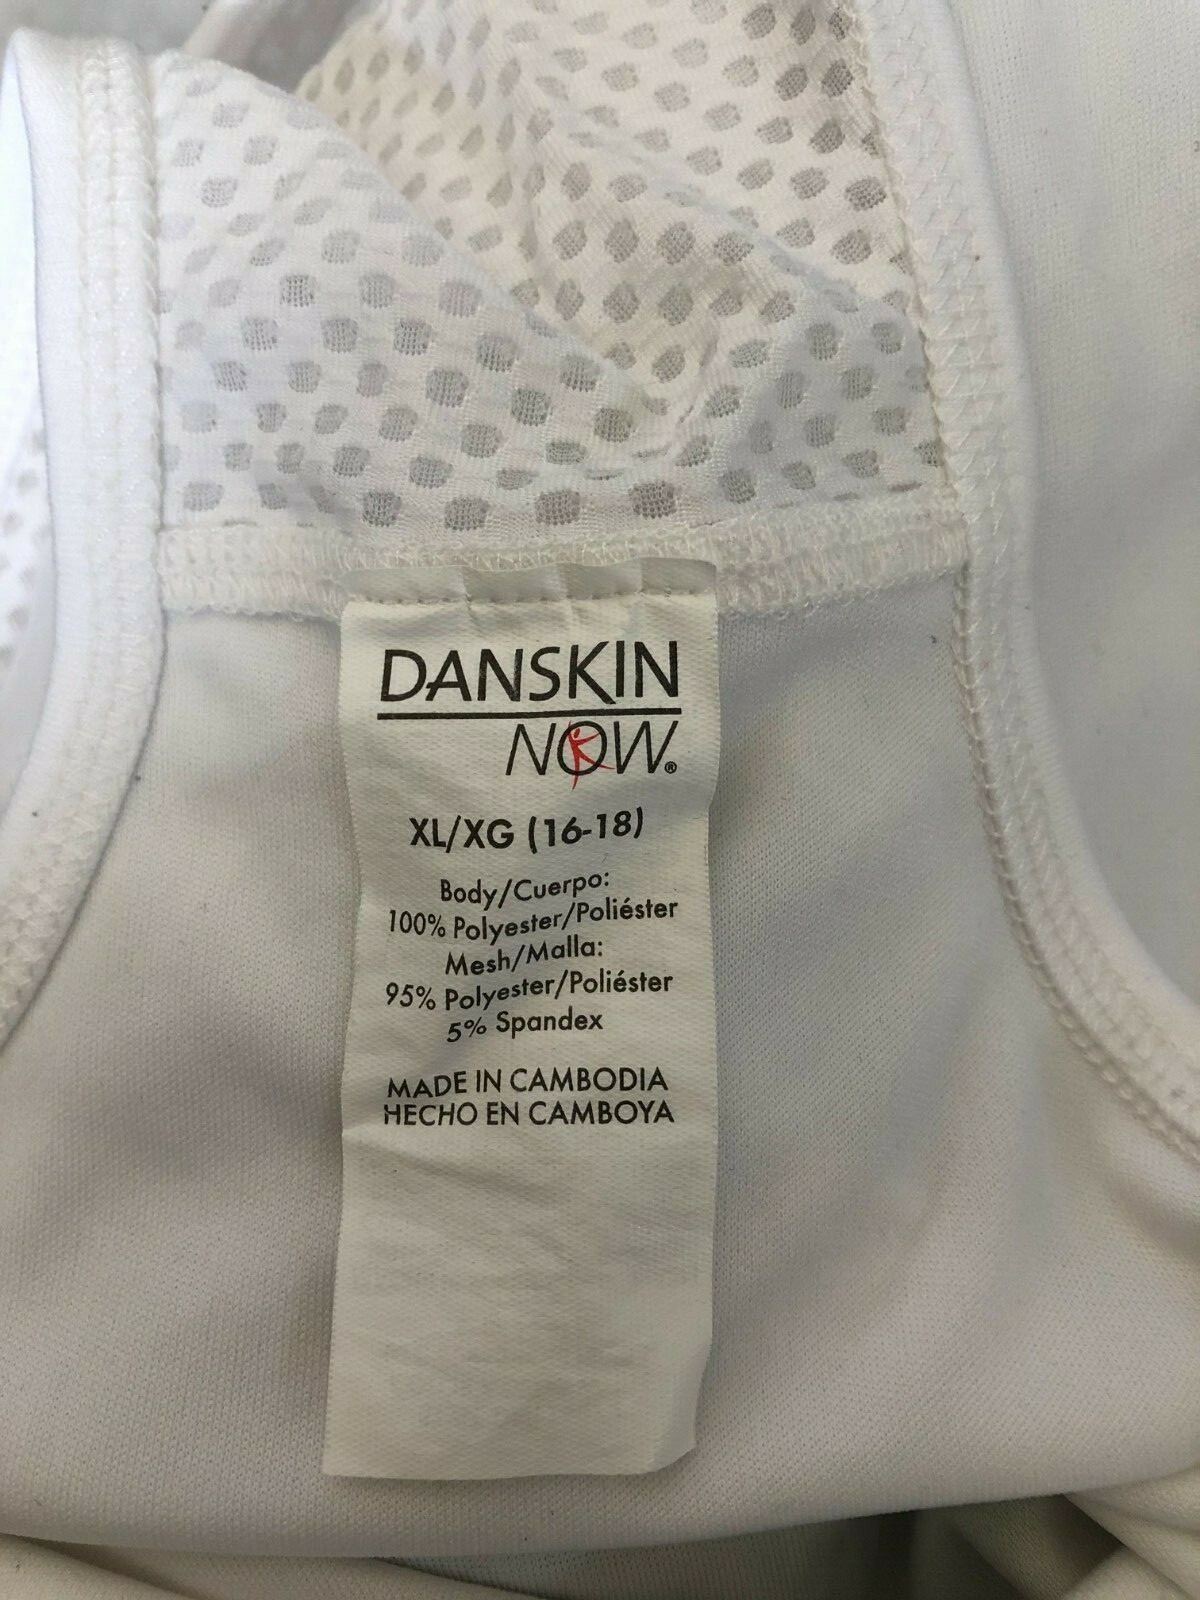 DANSKIN
NOW®
XL/XG (16-18)
Body/Cuerpo:
100% Polyester/Poliéster
Mesh/Malla:
95% Polyester/Poliéster
5% Spandex
MADE IN CAMBODIA
HECHO EN CAMBOYA